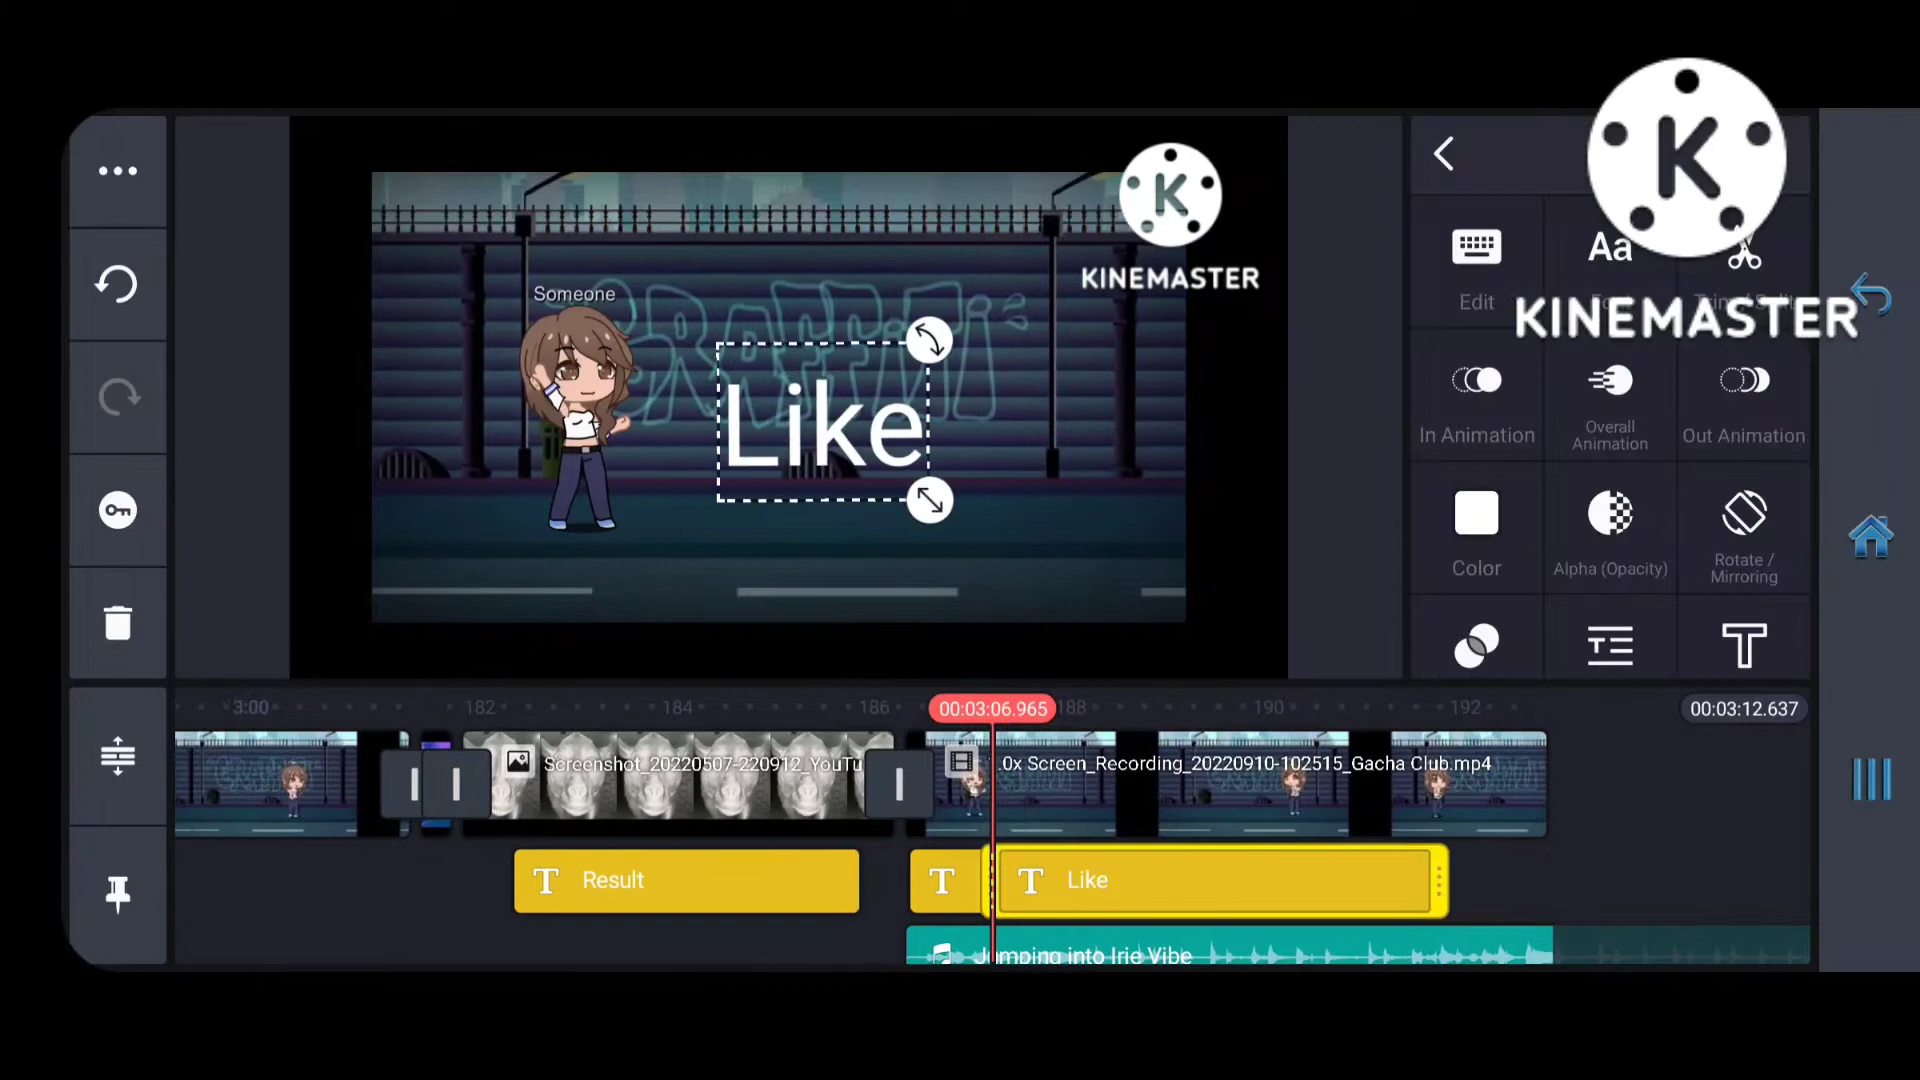 KINEMASTER
KINEMASTER
Someone
GRAFFiTi
Like
Aa
Edit
In Animation
Overall
Animation
Out Animation
Color
Alpha (Opacity)
Rotate /
Mirroring
3:00
182
184
186
00:03:06.965
188
190
192
00:03:12.637
Screenshot_20220507-220912_YouTu
.0x Screen_Recording_20220910-102515_Gacha Club.mp4
Result
Like
Jumping into Irie Vibe